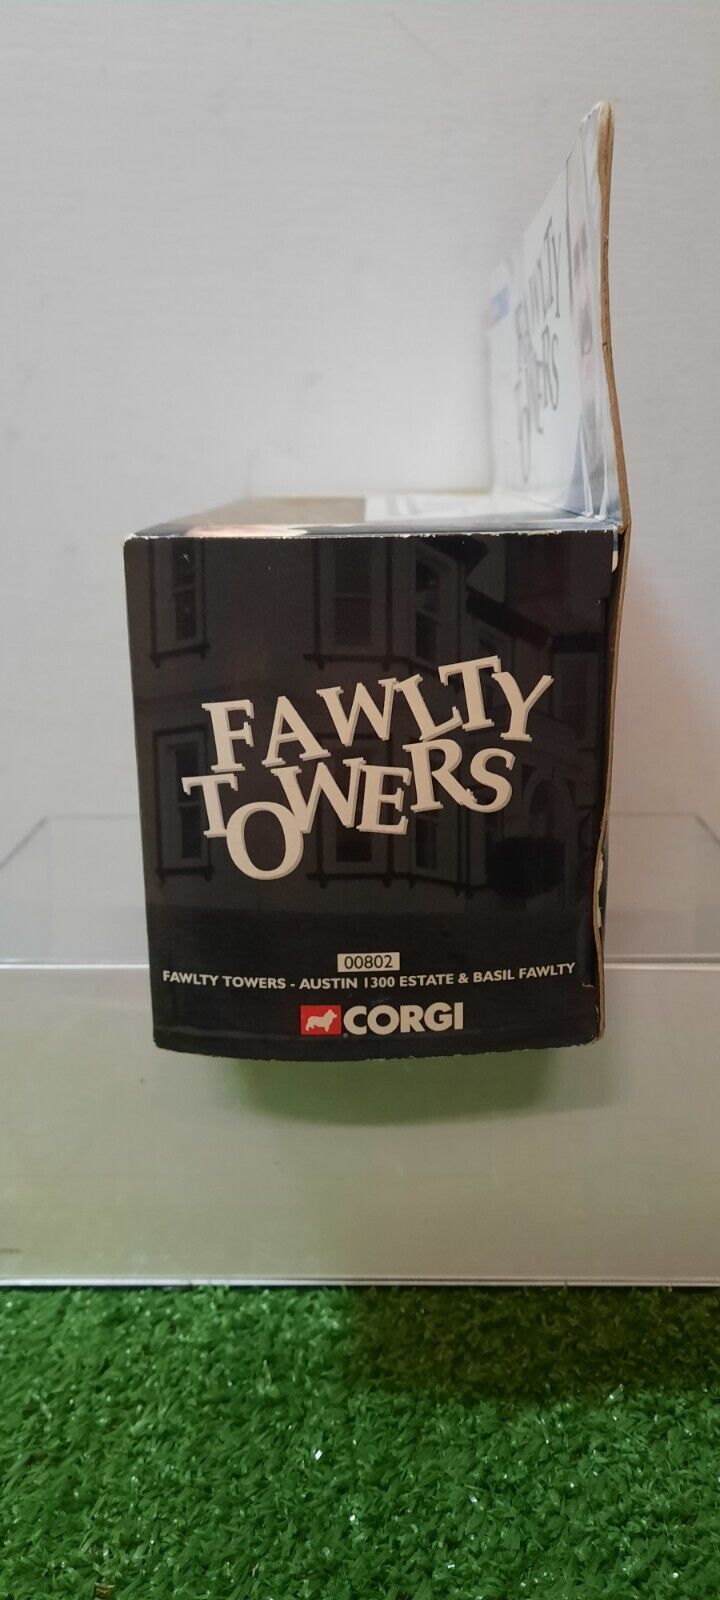 FAWLTY
TOWERS
FAWLTY
TOWERS
00802
FAWLTY TOWERS - AUSTIN 1300 ESTATE & BASIL FAWLTY
CORGI